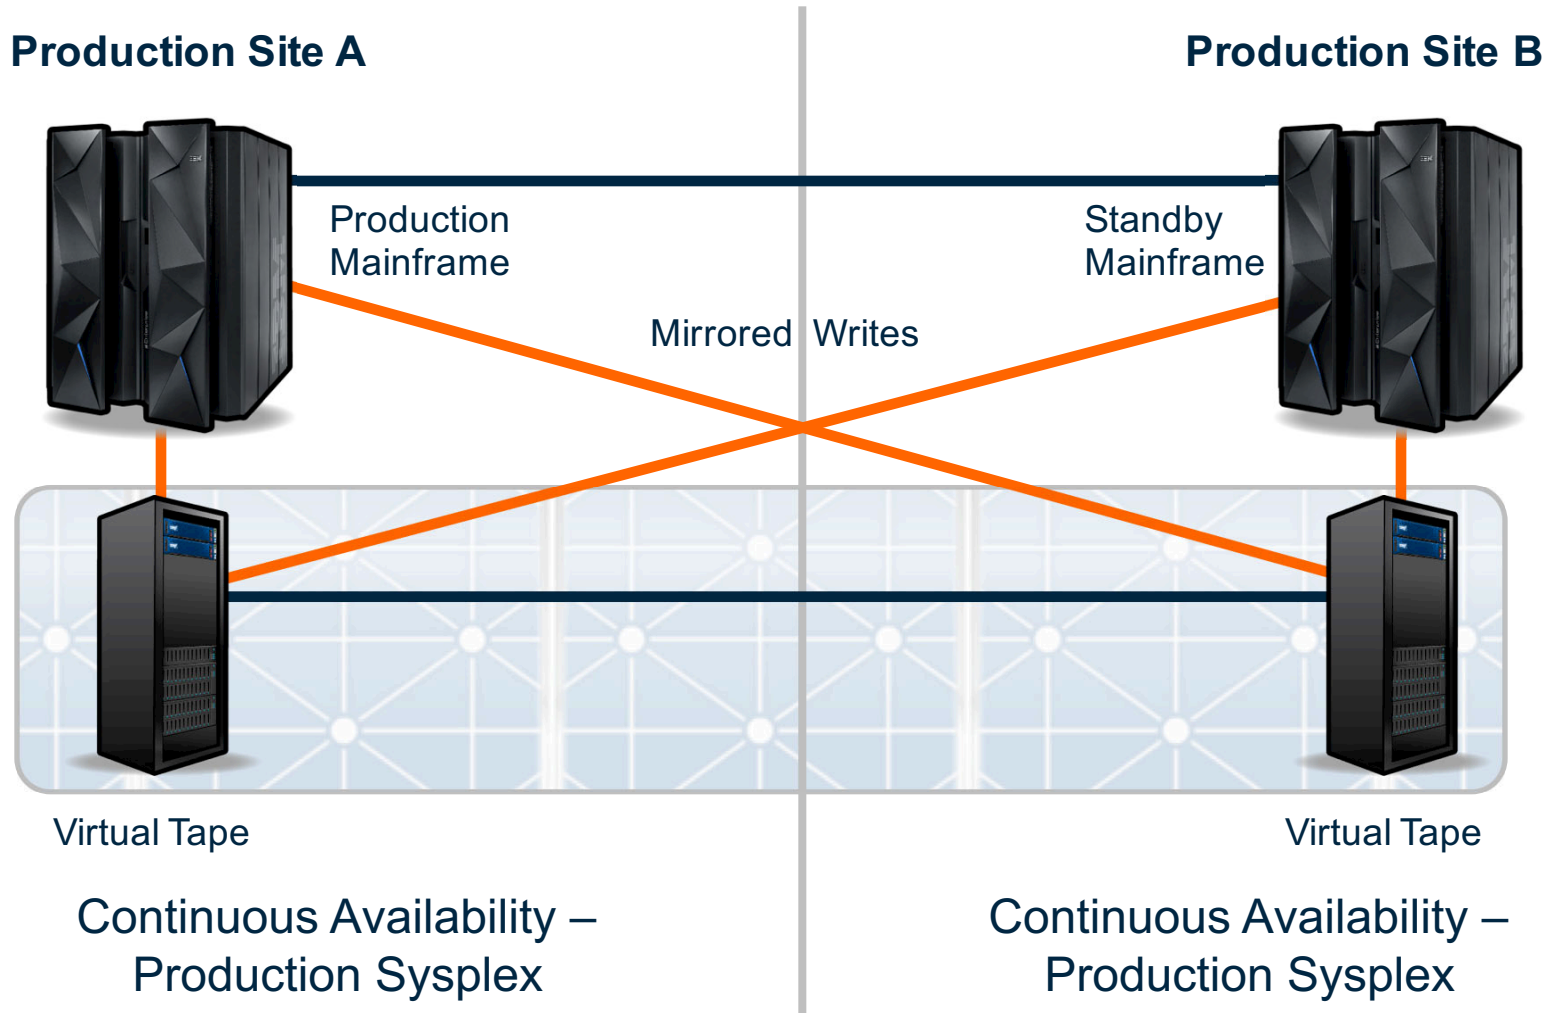 Production Site A
Production Site B
Production
Mainframe
Standby
Mainframe
Mirrored Writes
Virtual Tape
Virtual Tape
Continuous Availability –
Production Sysplex
Continuous Availability –
Production Sysplex